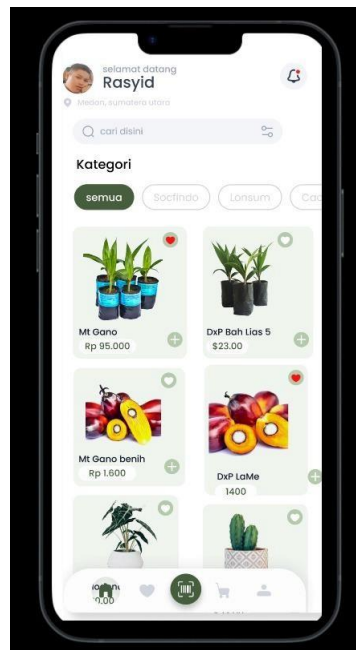 selamat datang
Rasyid
Medan, sumatera utara
cari disini
Kategori
semua
Socfindo
Lonsum
Mt Gano
Rp 95.000
DxP Bah Lias 5
$23.00
Mt Gano benih
Rp 1.600
DxP LaMe
1400